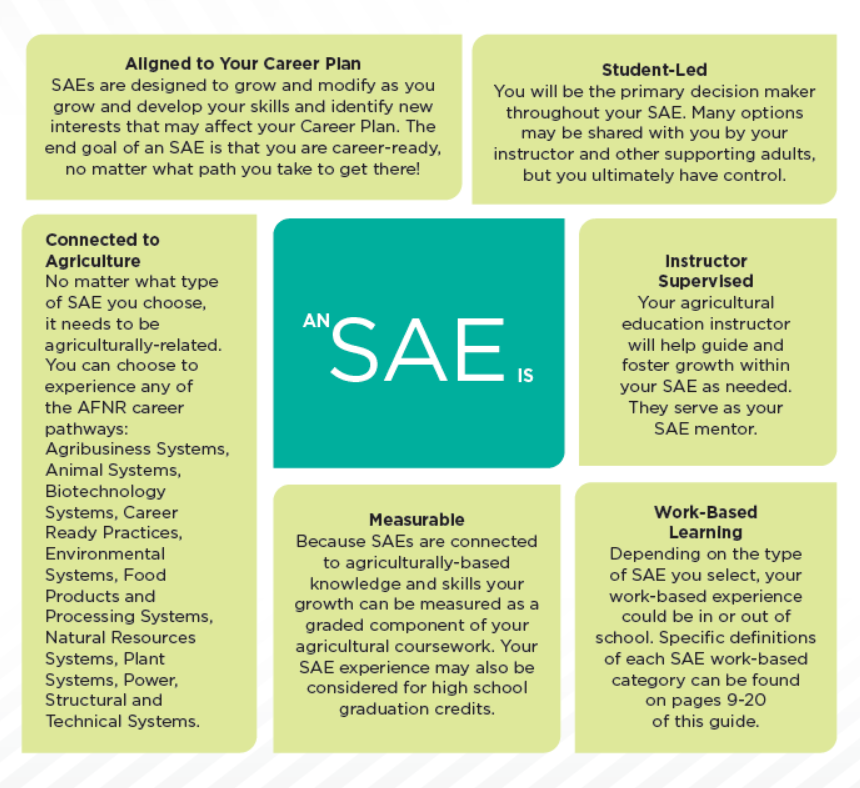 Aligned to Your Career Plan
SAEs are designed to grow and modify as you
grow and develop your skills and identify new
interests that may affect your Career Plan. The
end goal of an SAE is that you are career-ready,
no matter what path you take to get there!
Student-Led
You will be the primary decision maker
throughout your SAE. Many options
may be shared with you by your
instructor and other supporting adults,
but you ultimately have control.
Connected to
Agriculture
No matter what type
of SAE you choose,
it needs to be
agriculturally-related.
You can choose to
experience any of
the AFNR career
pathways:
Agribusiness Systems,
Animal Systems,
Biotechnology
Systems, Career
Ready Practices,
Environmental
Systems, Food
Products and
Processing Systems,
Natural Resources
Systems, Plant
Systems, Power,
Structural and
Technical Systems.
AN SAE IS
Instructor
Supervised
Your agricultural
education instructor
will help guide and
foster growth within
your SAE as needed.
They serve as your
SAE mentor.
Measurable
Because SAEs are connected
to agriculturally-based
knowledge and skills your
growth can be measured as a
graded component of your
agricultural coursework. Your
SAE experience may also be
considered for high school
graduation credits.
Work-Based
Learning
Depending on the type
of SAE you select, your
work-based experience
could be in or out of
school. Specific definitions
of each SAE work-based
category can be found
on pages 9-20
of this guide.